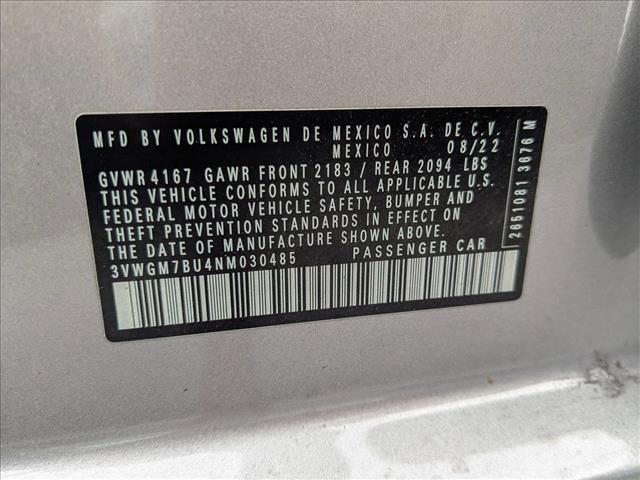 MFD BY VOLKSWAGEN DE MEXICO S.A. DE C.V.
MEXICO 08/22
GVWR 4167 GAWR FRONT 2183 / REAR 2094 LBS
THIS VEHICLE CONFORMS TO ALL APPLICABLE U.S.
FEDERAL MOTOR VEHICLE SAFETY, BUMPER AND
THEFT PREVENTION STANDARDS IN EFFECT ON
THE DATE OF MANUFACTURE SHOWN ABOVE.
3VWGM7BU4NM030485 PASSENGER CAR
2651081 3676 M